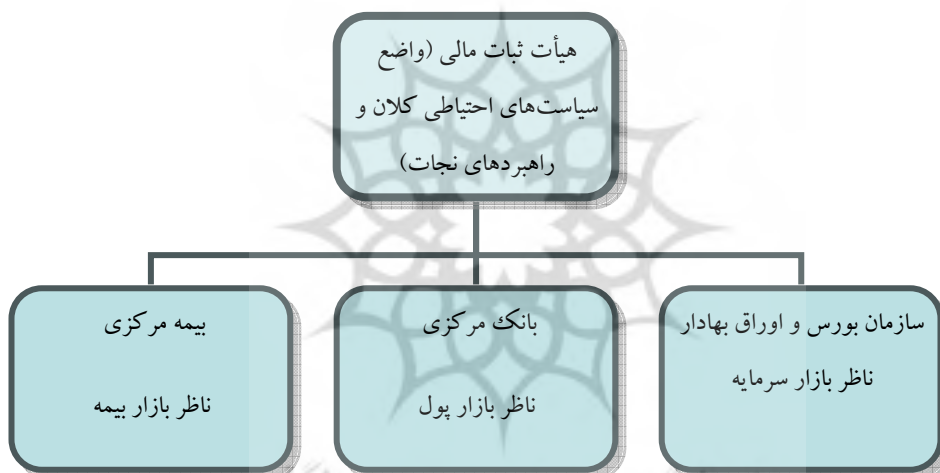 هیأت ثبات مالی (واضع
سیاست‌های احتیاطی کلان و
راهبردهای نجات)
سازمان بورس و اوراق بهادار
ناظر بازار سرمایه
بانک مرکزی
ناظر بازار پول
بیمه مرکزی
ناظر بازار بیمه